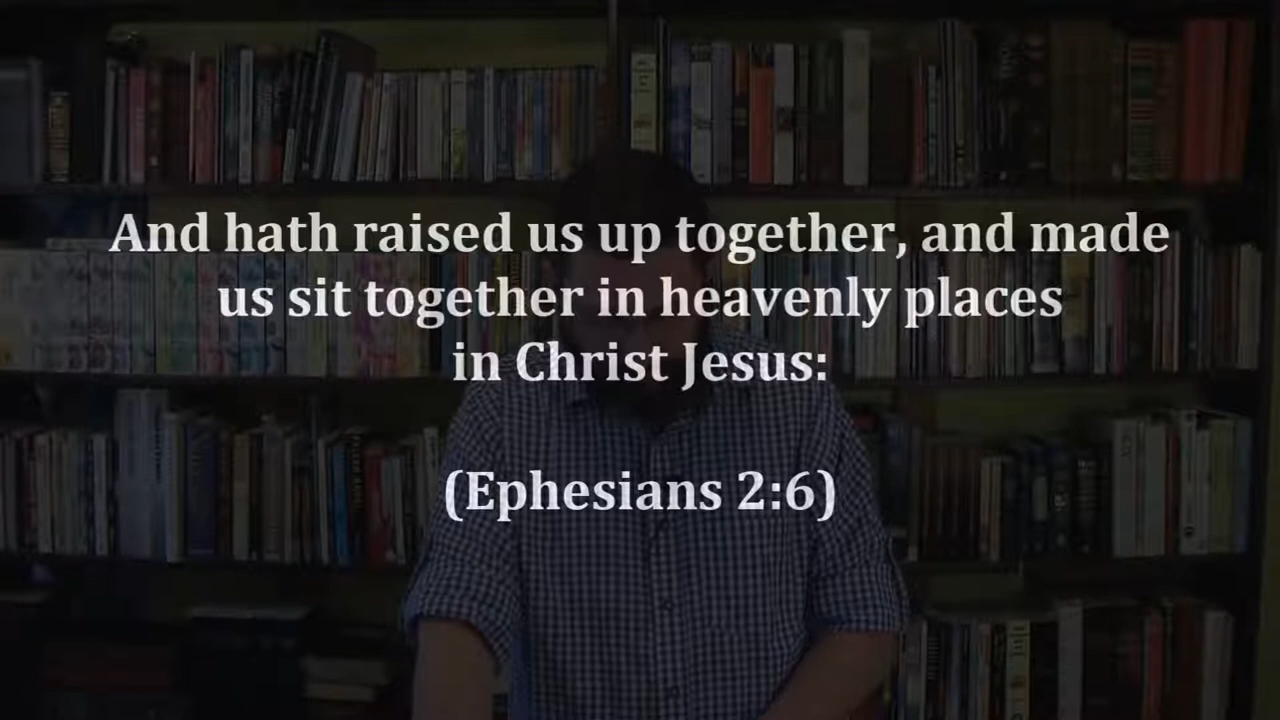 And hath raised us up together, and made
us sit together in heavenly places
in Christ Jesus:
(Ephesians 2:6)